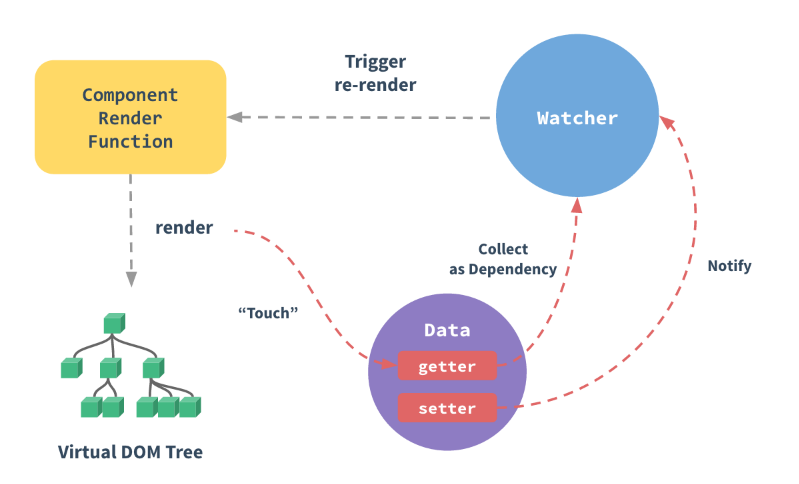 Component
Render
Function
Trigger
re-render
Watcher
render
Collect
as Dependency
Notify
“Touch”
Data
getter
setter
Virtual DOM Tree